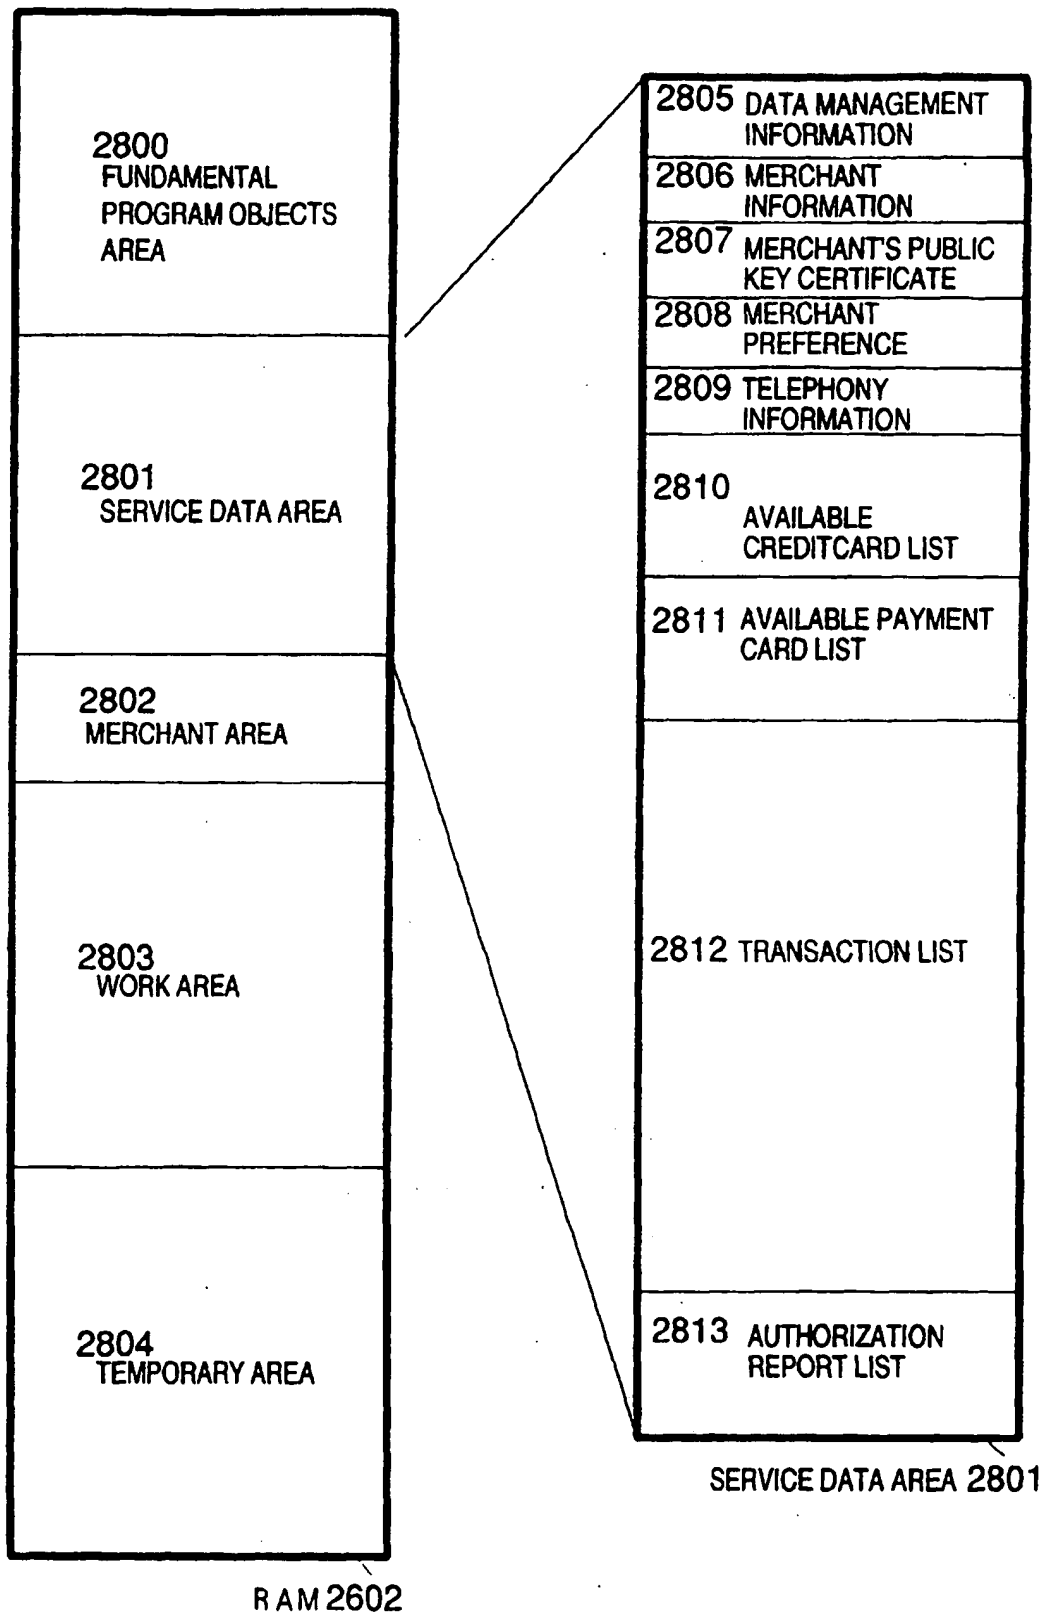 2800
FUNDAMENTAL
PROGRAM OBJECTS
AREA
2801
SERVICE DATA AREA
2802
MERCHANT AREA
2803
WORK AREA
2804
TEMPORARY AREA
RAM 2602
2805 DATA MANAGEMENT
INFORMATION
2806 MERCHANT
INFORMATION
2807 MERCHANT'S PUBLIC
KEY CERTIFICATE
2808 MERCHANT
PREFERENCE
2809 TELEPHONY
INFORMATION
2810
AVAILABLE
CREDITCARD LIST
2811 AVAILABLE PAYMENT
CARD LIST
2812 TRANSACTION LIST
2813 AUTHORIZATION
REPORT LIST
SERVICE DATA AREA 2801